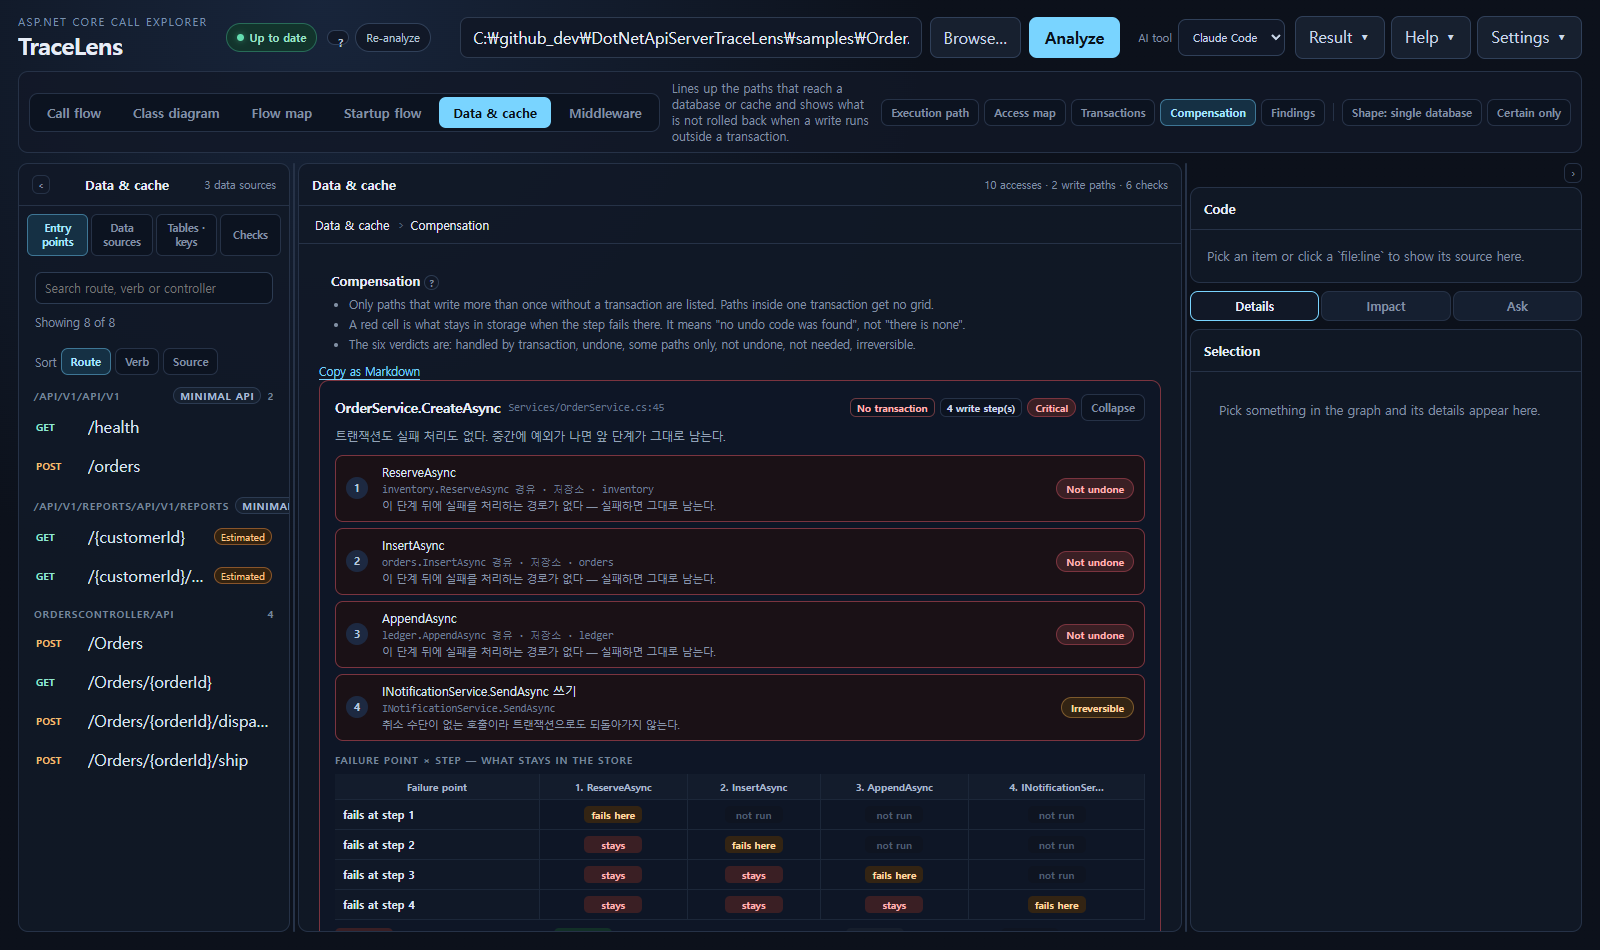 ASP.NET CORE CALL EXPLORER
TraceLens
Up to date
?
Re-analyze
C:₩github_dev₩DotNetApiServerTraceLens₩samples₩Order.
Browse...
Analyze
AI tool
Claude Code
Result ▼
Help ▼
Settings ▼
Call flow
Class diagram
Flow map
Startup flow
Data & cache
Middleware
Lines up the paths that reach a
database or cache and shows what
is not rolled back when a write runs
outside a transaction.
Execution path
Access map
Transactions
Compensation
Findings
Shape: single database
Certain only
‹
Data & cache
3 data sources
Entry
points
Data
sources
Tables ·
keys
Checks
Search route, verb or controller
Showing 8 of 8
Sort
Route
Verb
Source
/API/V1/API/V1
MINIMAL API
2
GET
/health
POST
/orders
/API/V1/REPORTS/API/V1/REPORTS
MINIMAL
GET
/{customerId}
Estimated
GET
/{customerId}/...
Estimated
ORDERSCONTROLLER/API
4
POST
/Orders
GET
/Orders/{orderId}
POST
/Orders/{orderId}/dispa...
POST
/Orders/{orderId}/ship
Data & cache
10 accesses · 2 write paths · 6 checks
Data & cache › Compensation
Compensation ?
• Only paths that write more than once without a transaction are listed. Paths inside one transaction get no grid.
• A red cell is what stays in storage when the step fails there. It means "no undo code was found", not "there is none".
• The six verdicts are: handled by transaction, undone, some paths only, not undone, not needed, irreversible.
Copy as Markdown
OrderService.CreateAsync
Services/OrderService.cs:45
No transaction
4 write step(s)
Critical
Collapse
트랜잭션도 실패 처리도 없다. 중간에 예외가 나면 앞 단계가 그대로 남는다.
1
ReserveAsync
inventory.ReserveAsync 경유 · 저장소 · inventory
이 단계 뒤에 실패를 처리하는 경로가 없다 — 실패하면 그대로 남는다.
Not undone
2
InsertAsync
orders.InsertAsync 경유 · 저장소 · orders
이 단계 뒤에 실패를 처리하는 경로가 없다 — 실패하면 그대로 남는다.
Not undone
3
AppendAsync
ledger.AppendAsync 경유 · 저장소 · ledger
이 단계 뒤에 실패를 처리하는 경로가 없다 — 실패하면 그대로 남는다.
Not undone
4
INotificationService.SendAsync 쓰기
INotificationService.SendAsync
취소 수단이 없는 호출이라 트랜잭션으로도 되돌아가지 않는다.
Irreversible
FAILURE POINT × STEP — WHAT STAYS IN THE STORE
Failure point
1. ReserveAsync
2. InsertAsync
3. AppendAsync
4. INotificationSer...
fails at step 1
fails here
not run
not run
not run
fails at step 2
stays
fails here
not run
not run
fails at step 3
stays
stays
fails here
not run
fails at step 4
stays
stays
stays
fails here
›
Code
Pick an item or click a `file:line` to show its source here.
Details
Impact
Ask
Selection
Pick something in the graph and its details appear here.